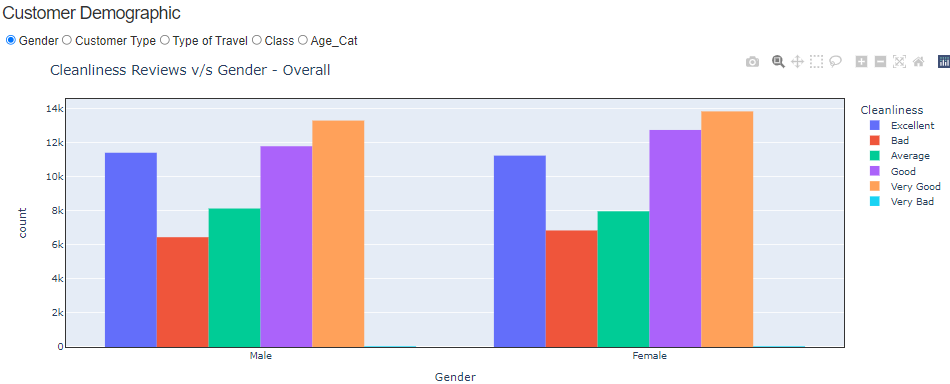 Customer Demographic
Gender Customer Type Type of Travel Class Age_Cat
Cleanliness Reviews v/s Gender - Overall
14k
12k
10k
8k
6k
4k
2k
0
count
Male
Female
Gender
Cleanliness
Excellent
Bad
Average
Good
Very Good
Very Bad